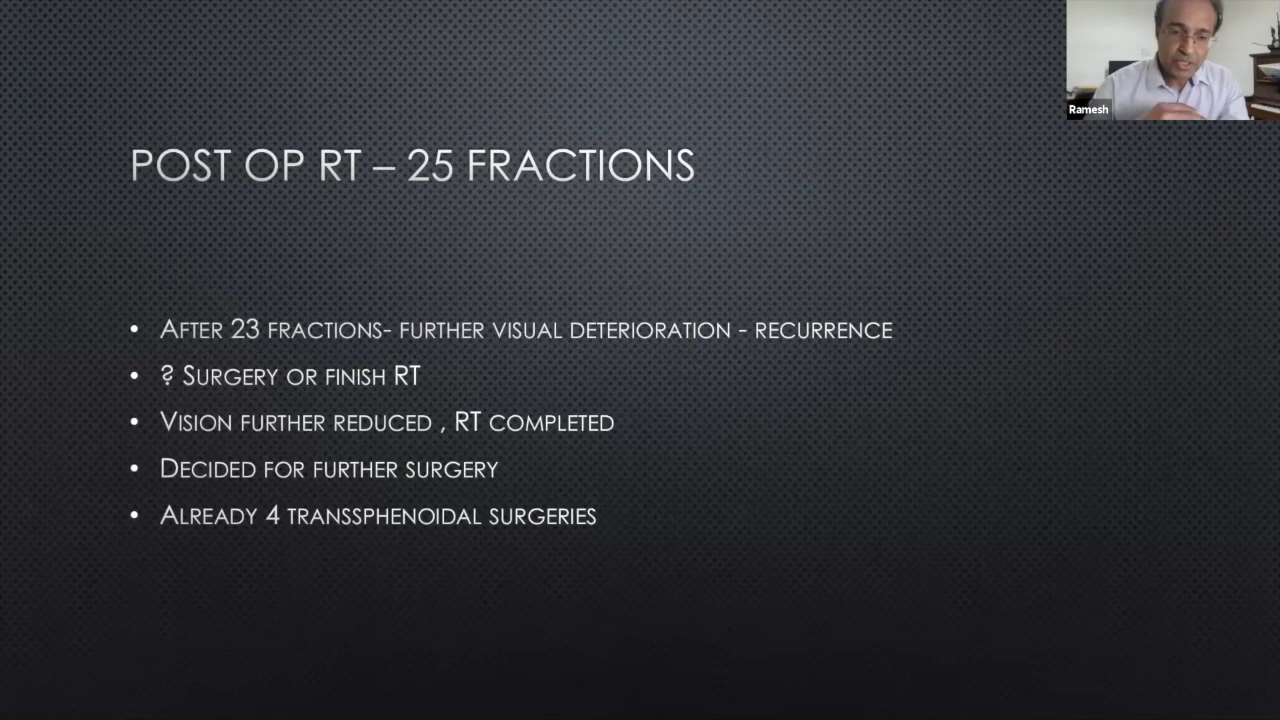 Ramesh
POST OP RT – 25 FRACTIONS
• AFTER 23 FRACTIONS- FURTHER VISUAL DETERIORATION - RECURRENCE
• ? SURGERY OR FINISH RT
• VISION FURTHER REDUCED , RT COMPLETED
• DECIDED FOR FURTHER SURGERY
• ALREADY 4 TRANSSPHENOIDAL SURGERIES